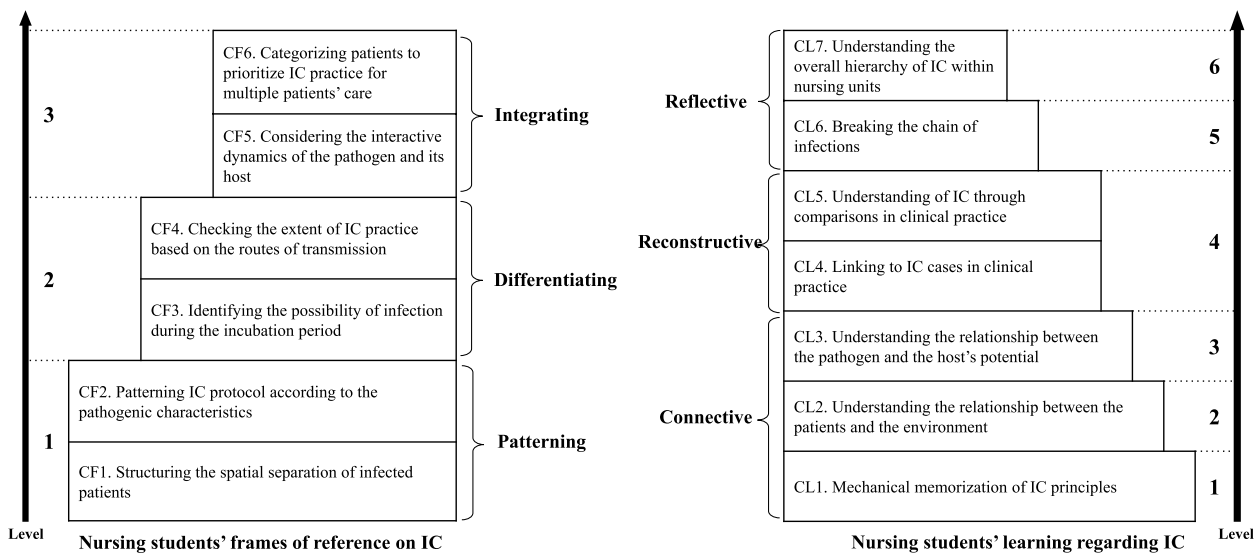 CF6. Categorizing patients to
prioritize IC practice for
multiple patients' care
3
Integrating
CF5. Considering the interactive
dynamics of the pathogen and its
host
CF4. Checking the extent of IC practice
based on the routes of transmission
2
Differentiating
CF3. Identifying the possibility of infection
during the incubation period
CF2. Patterning IC protocol according to the
pathogenic characteristics
1
Patterning
CF1. Structuring the spatial separation of infected
patients
Level
Nursing students' frames of reference on IC
CL7. Understanding the
overall hierarchy of IC within
nursing units
6
Reflective
CL6. Breaking the chain of
infections
5
CL5. Understanding of IC through
comparisons in clinical practice
Reconstructive
4
CL4. Linking to IC cases in clinical
practice
CL3. Understanding the relationship between
the pathogen and the host's potential
3
Connective
CL2. Understanding the relationship between the
patients and the environment
2
CL1. Mechanical memorization of IC principles
1
Level
Nursing students' learning regarding IC